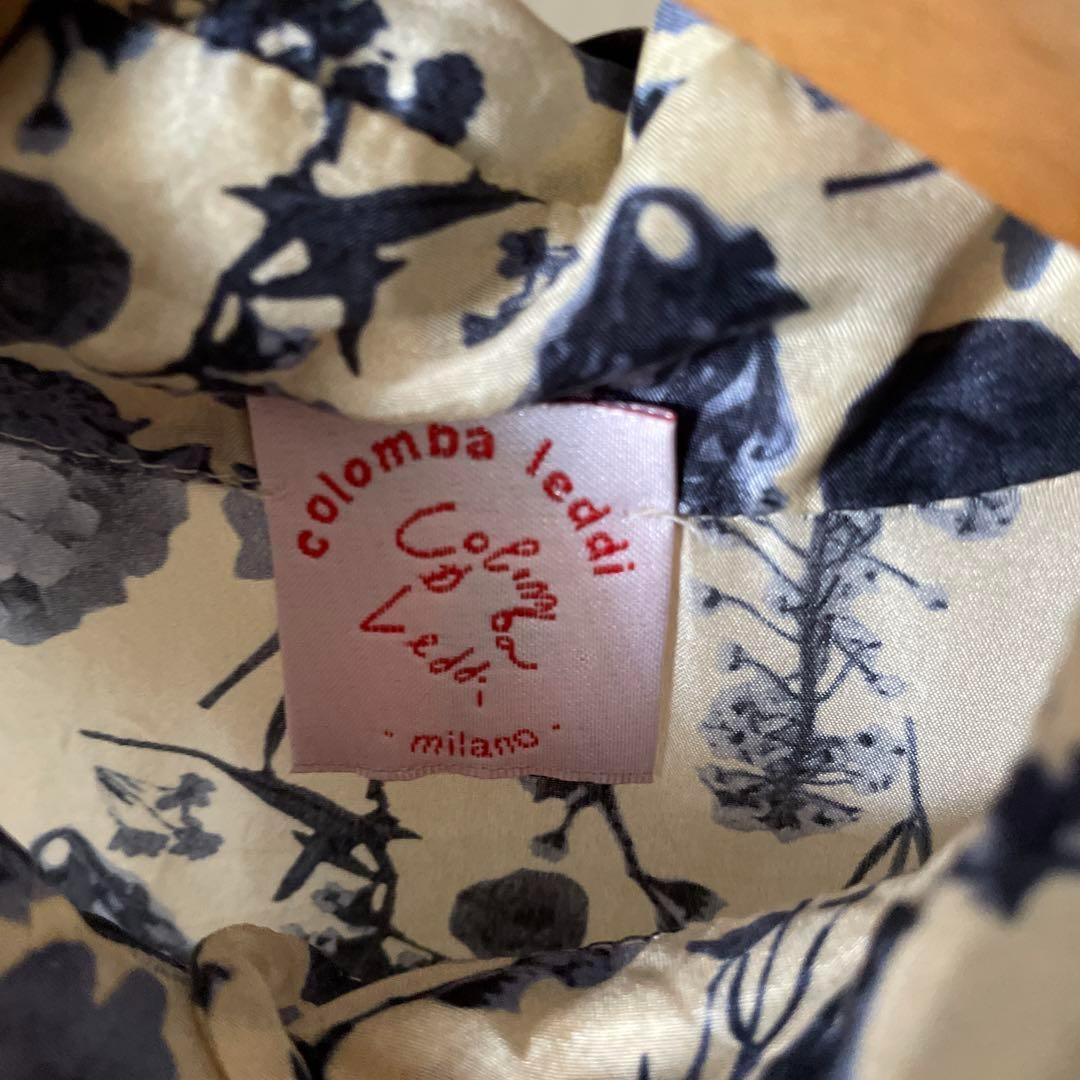 colomba leddi
Colomba
Leddi
- milano -